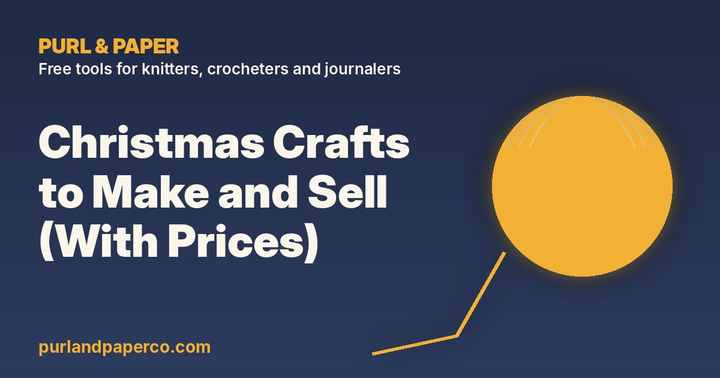 PURL & PAPER
Free tools for knitters, crocheters and journalers
Christmas Crafts
to Make and Sell
(With Prices)
purlandpaperco.com